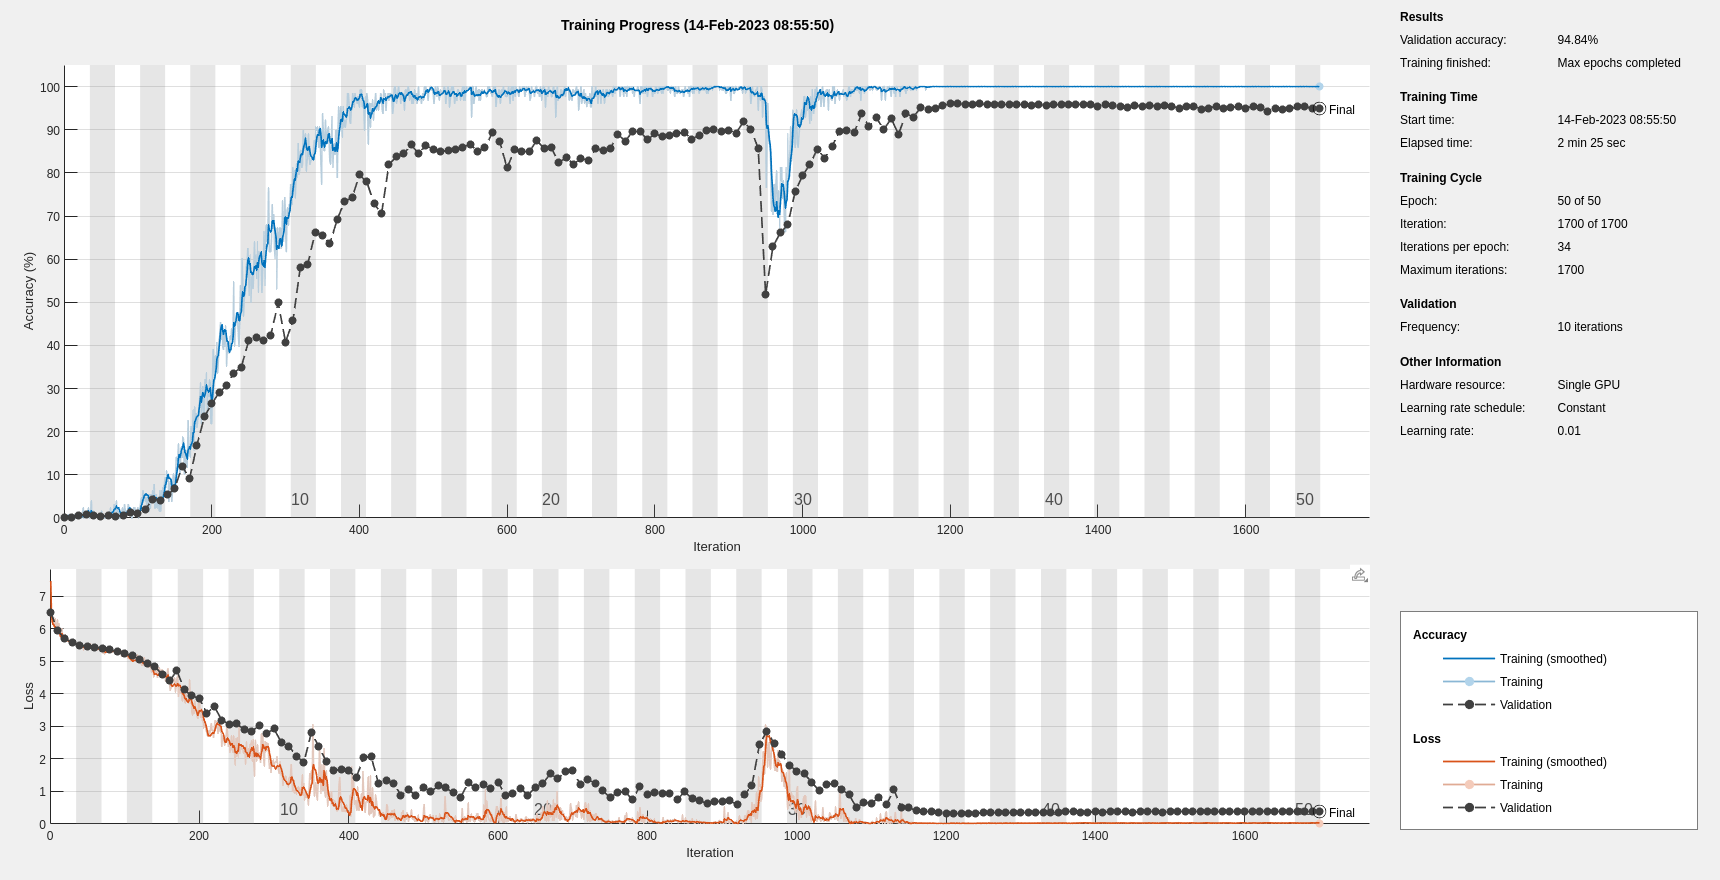 Training Progress (14-Feb-2023 08:55:50)
Accuracy (%)
100
90
80
70
60
50
40
30
20
10
0
10 20 30 40 50
Final
0 200 400 600 800 1000 1200 1400 1600
Iteration
Loss
7
6
5
4
3
2
1
0
10 20 40 50
Final
0 200 400 600 800 1000 1200 1400 1600
Iteration
Results
Validation accuracy: 94.84%
Training finished: Max epochs completed
Training Time
Start time: 14-Feb-2023 08:55:50
Elapsed time: 2 min 25 sec
Training Cycle
Epoch: 50 of 50
Iteration: 1700 of 1700
Iterations per epoch: 34
Maximum iterations: 1700
Validation
Frequency: 10 iterations
Other Information
Hardware resource: Single GPU
Learning rate schedule: Constant
Learning rate: 0.01
Accuracy
Training (smoothed)
Training
Validation
Loss
Training (smoothed)
Training
Validation